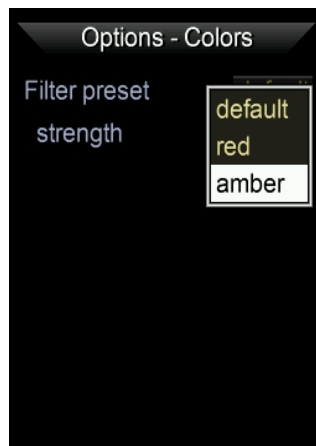 Options - Colors
Filter preset
default
strength
red
amber